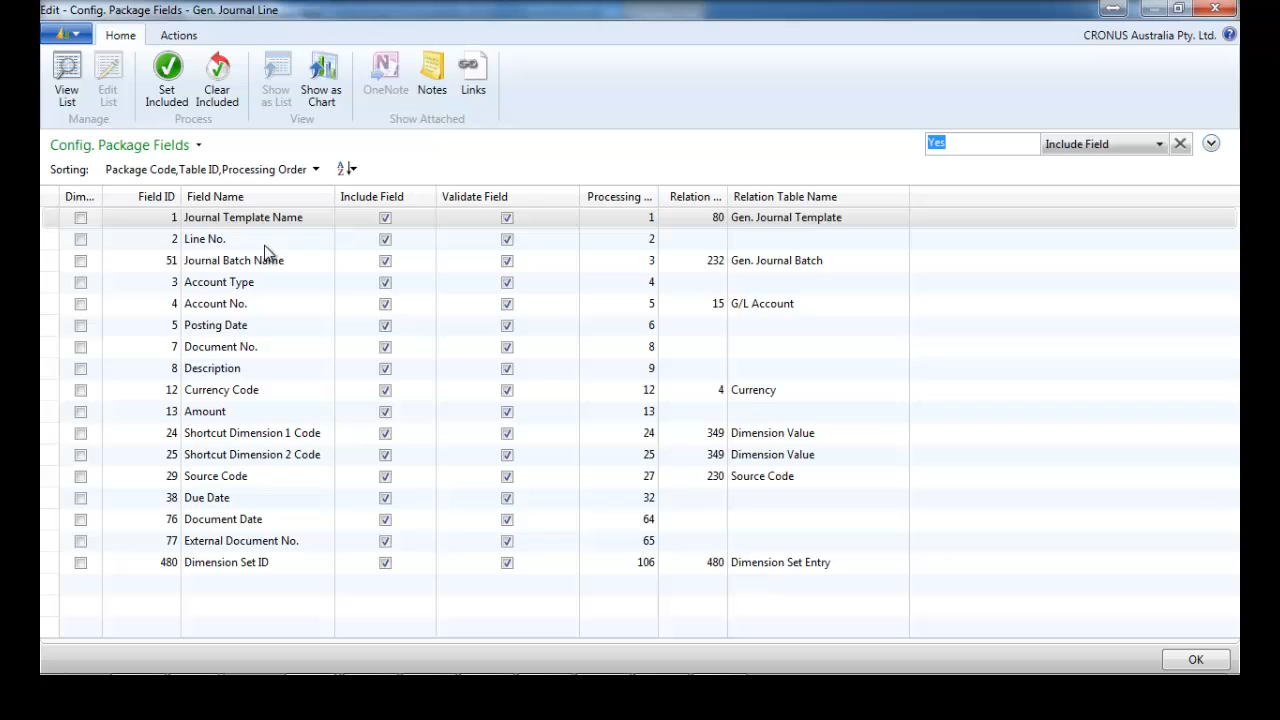 Edit - Config. Package Fields - Gen. Journal Line
Home Actions CRONUS Australia Pty. Ltd.
View List
Edit List
Set Included
Clear Included
Show as List
Show as Chart
OneNote
Notes
Links
Manage Process View Show Attached
Config. Package Fields Yes Include Field
Sorting: Package Code,Table ID,Processing Order
Dim... Field ID Field Name Include Field Validate Field Processing ... Relation ... Relation Table Name
1 Journal Template Name 1 80 Gen. Journal Template
2 Line No. 2
51 Journal Batch Name 3 232 Gen. Journal Batch
3 Account Type 4
4 Account No. 5 15 G/L Account
5 Posting Date 6
7 Document No. 8
8 Description 9
12 Currency Code 12 4 Currency
13 Amount 13
24 Shortcut Dimension 1 Code 24 349 Dimension Value
25 Shortcut Dimension 2 Code 25 349 Dimension Value
29 Source Code 27 230 Source Code
38 Due Date 32
76 Document Date 64
77 External Document No. 65
480 Dimension Set ID 106 480 Dimension Set Entry
OK